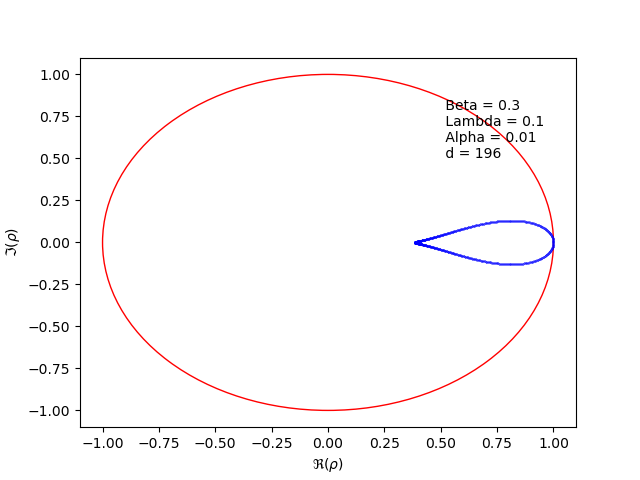 1.00
0.75
0.50
0.25
0.00
−0.25
−0.50
−0.75
−1.00
ℑ(ρ)
Beta = 0.3
Lambda = 0.1
Alpha = 0.01
d = 196
−1.00 −0.75 −0.50 −0.25 0.00 0.25 0.50 0.75 1.00
ℜ(ρ)